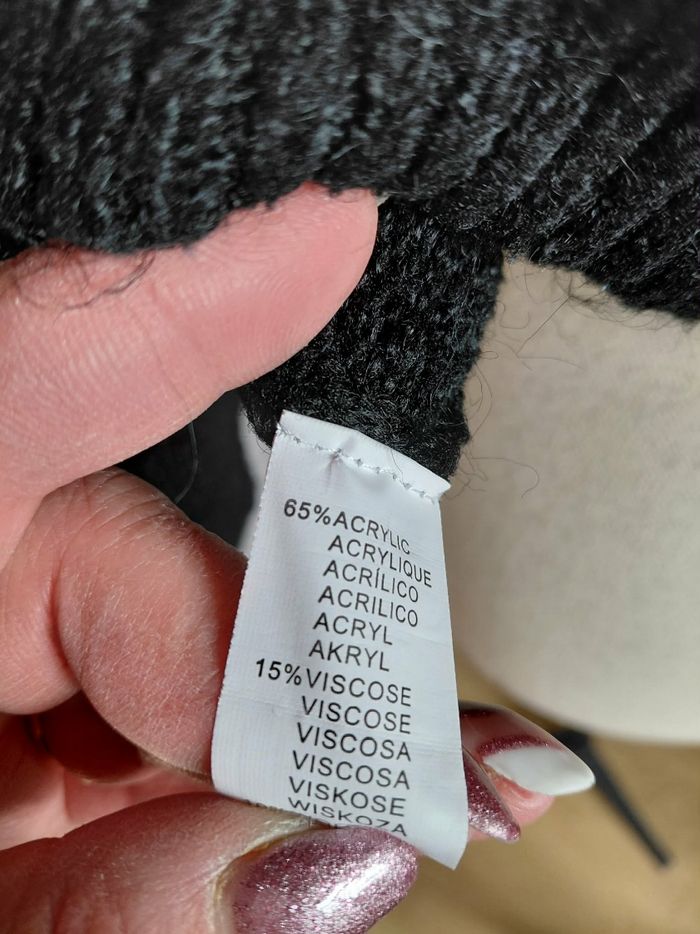 65%ACRYLIC
ACRYLIQUE
ACRÍLICO
ACRILICO
ACRYL
AKRYL
15%VISCOSE
VISCOSE
VISCOSA
VISCOSA
VISKOSE
WISKOZA